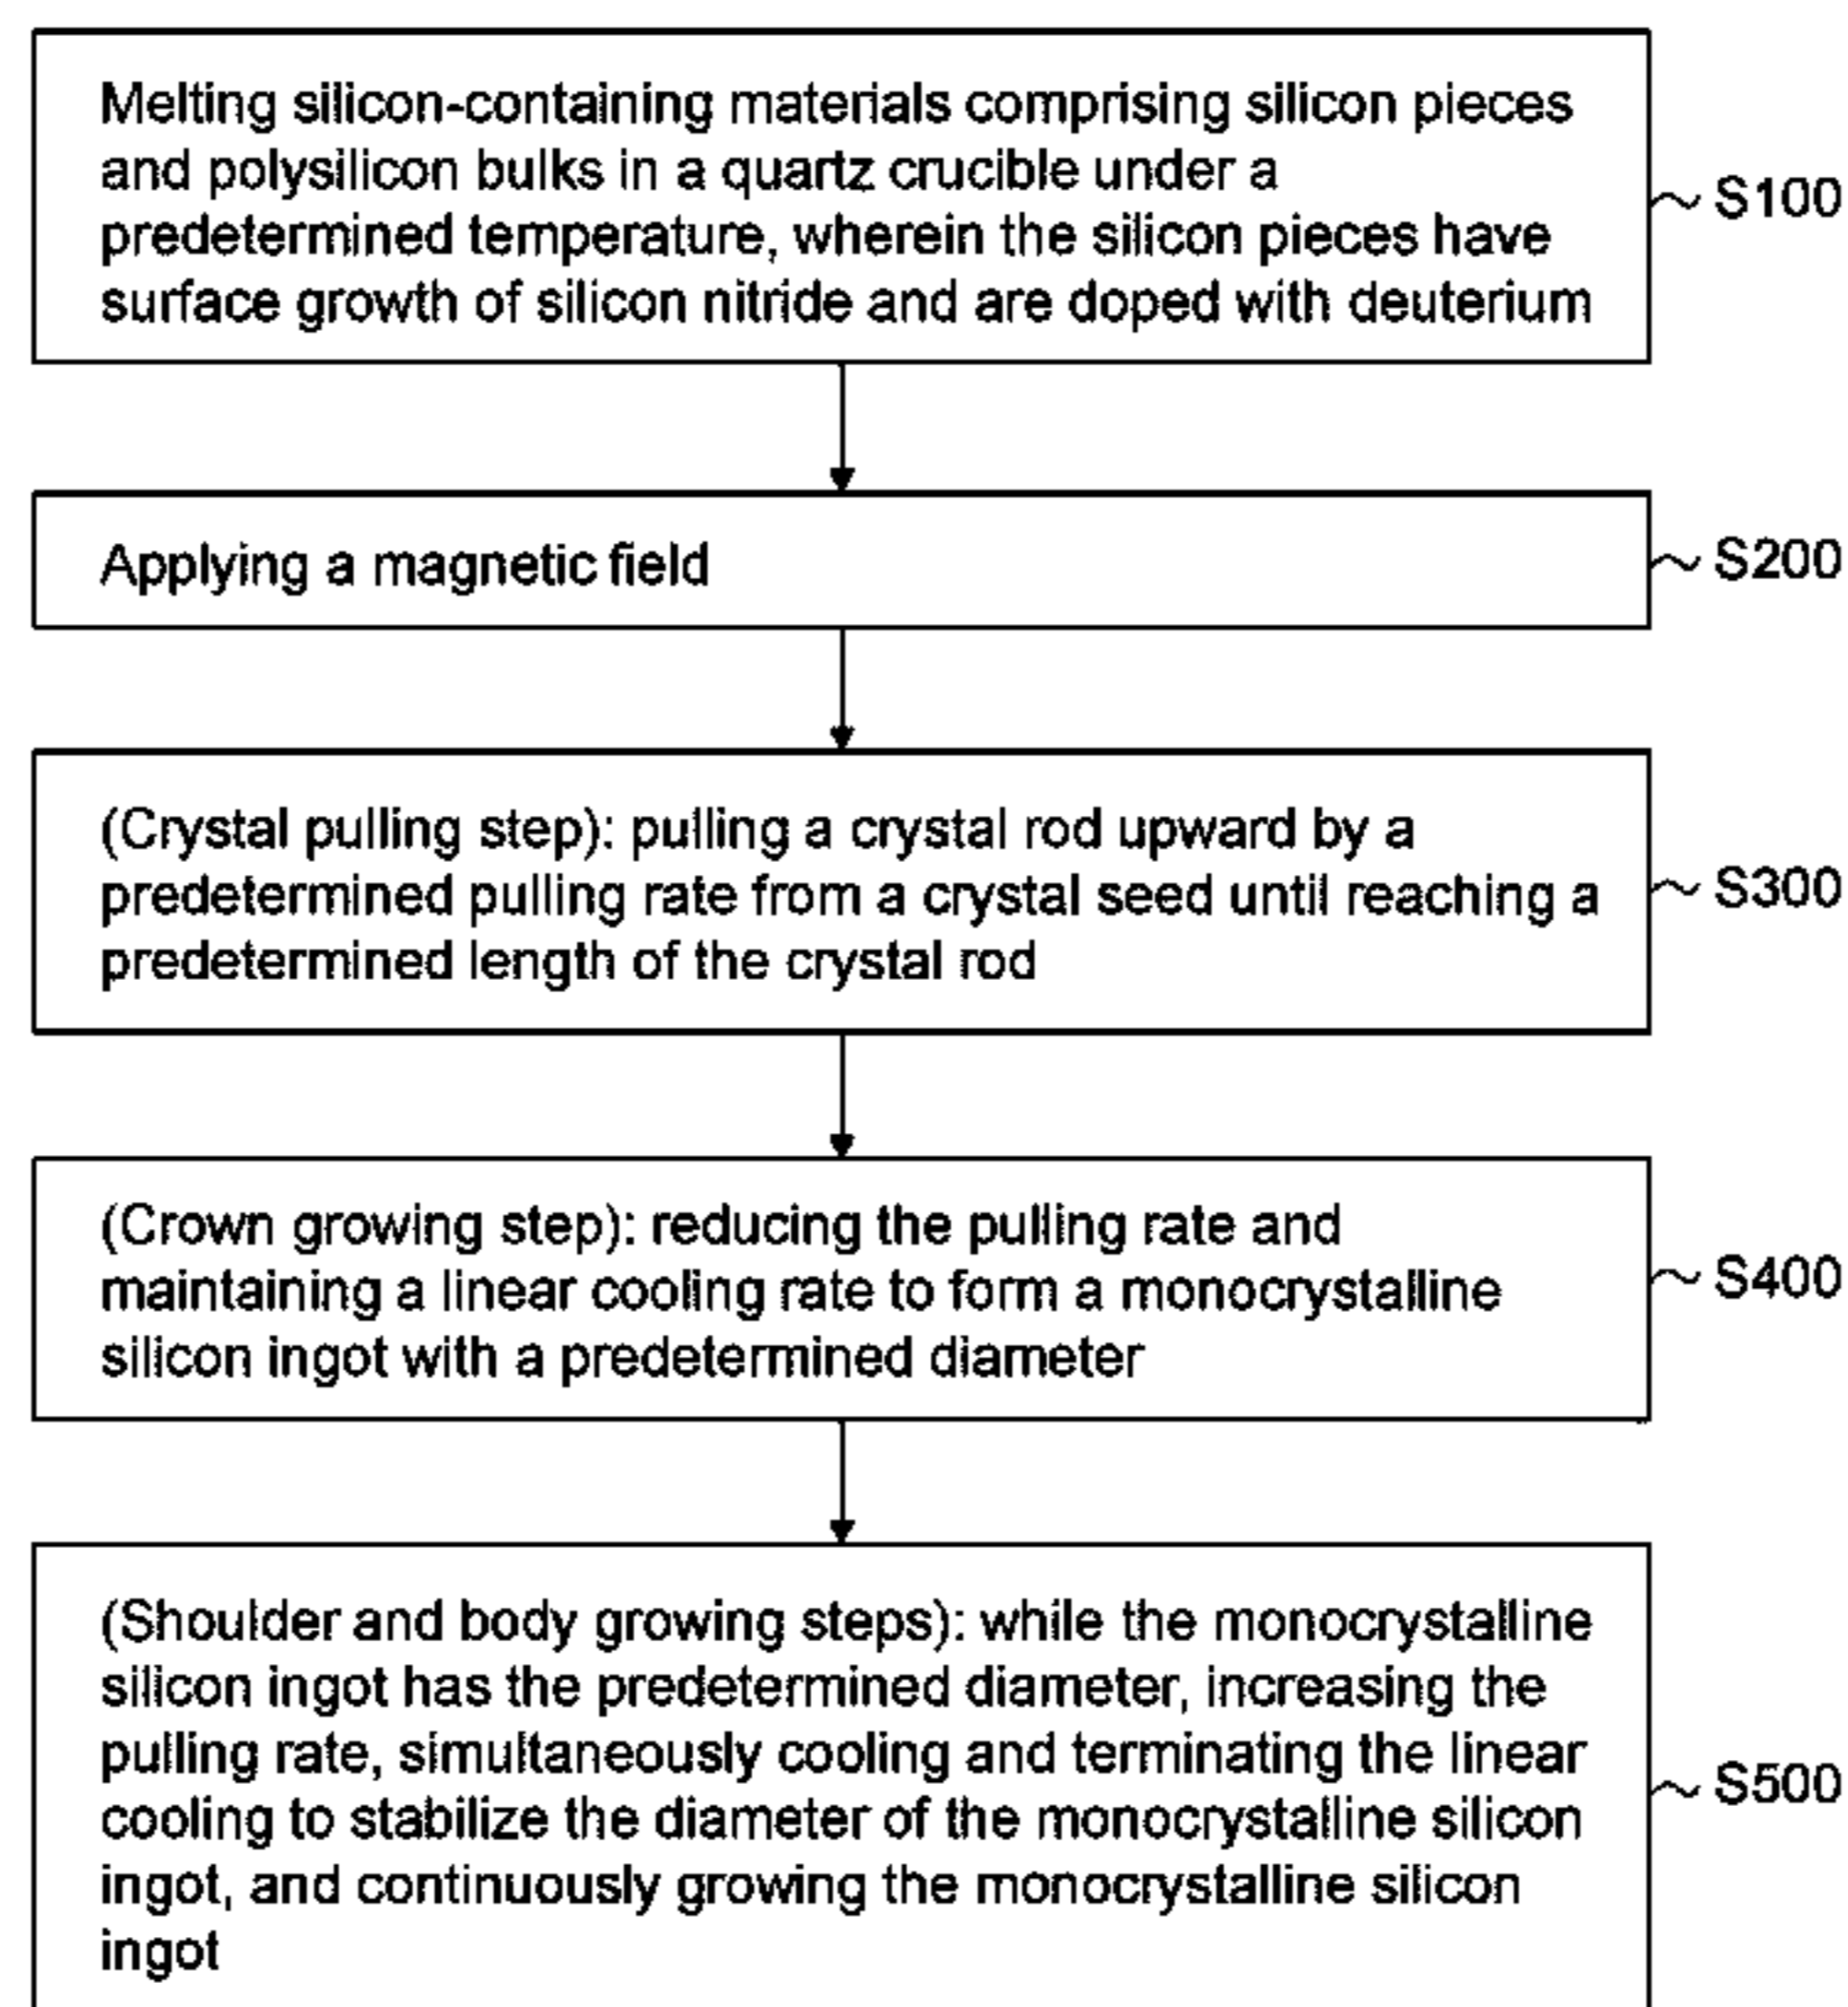 Melting silicon-containing materials comprising silicon pieces
and polysilicon bulks in a quartz crucible under a
predetermined temperature, wherein the silicon pieces have
surface growth of silicon nitride and are doped with deuterium
S100
Applying a magnetic field
S200
(Crystal pulling step): pulling a crystal rod upward by a
predetermined pulling rate from a crystal seed until reaching a
predetermined length of the crystal rod
S300
(Crown growing step): reducing the pulling rate and
maintaining a linear cooling rate to form a monocrystalline
silicon ingot with a predetermined diameter
S400
(Shoulder and body growing steps): while the monocrystalline
silicon ingot has the predetermined diameter, increasing the
pulling rate, simultaneously cooling and terminating the linear
cooling to stabilize the diameter of the monocrystalline silicon
ingot, and continuously growing the monocrystalline silicon
ingot
S500